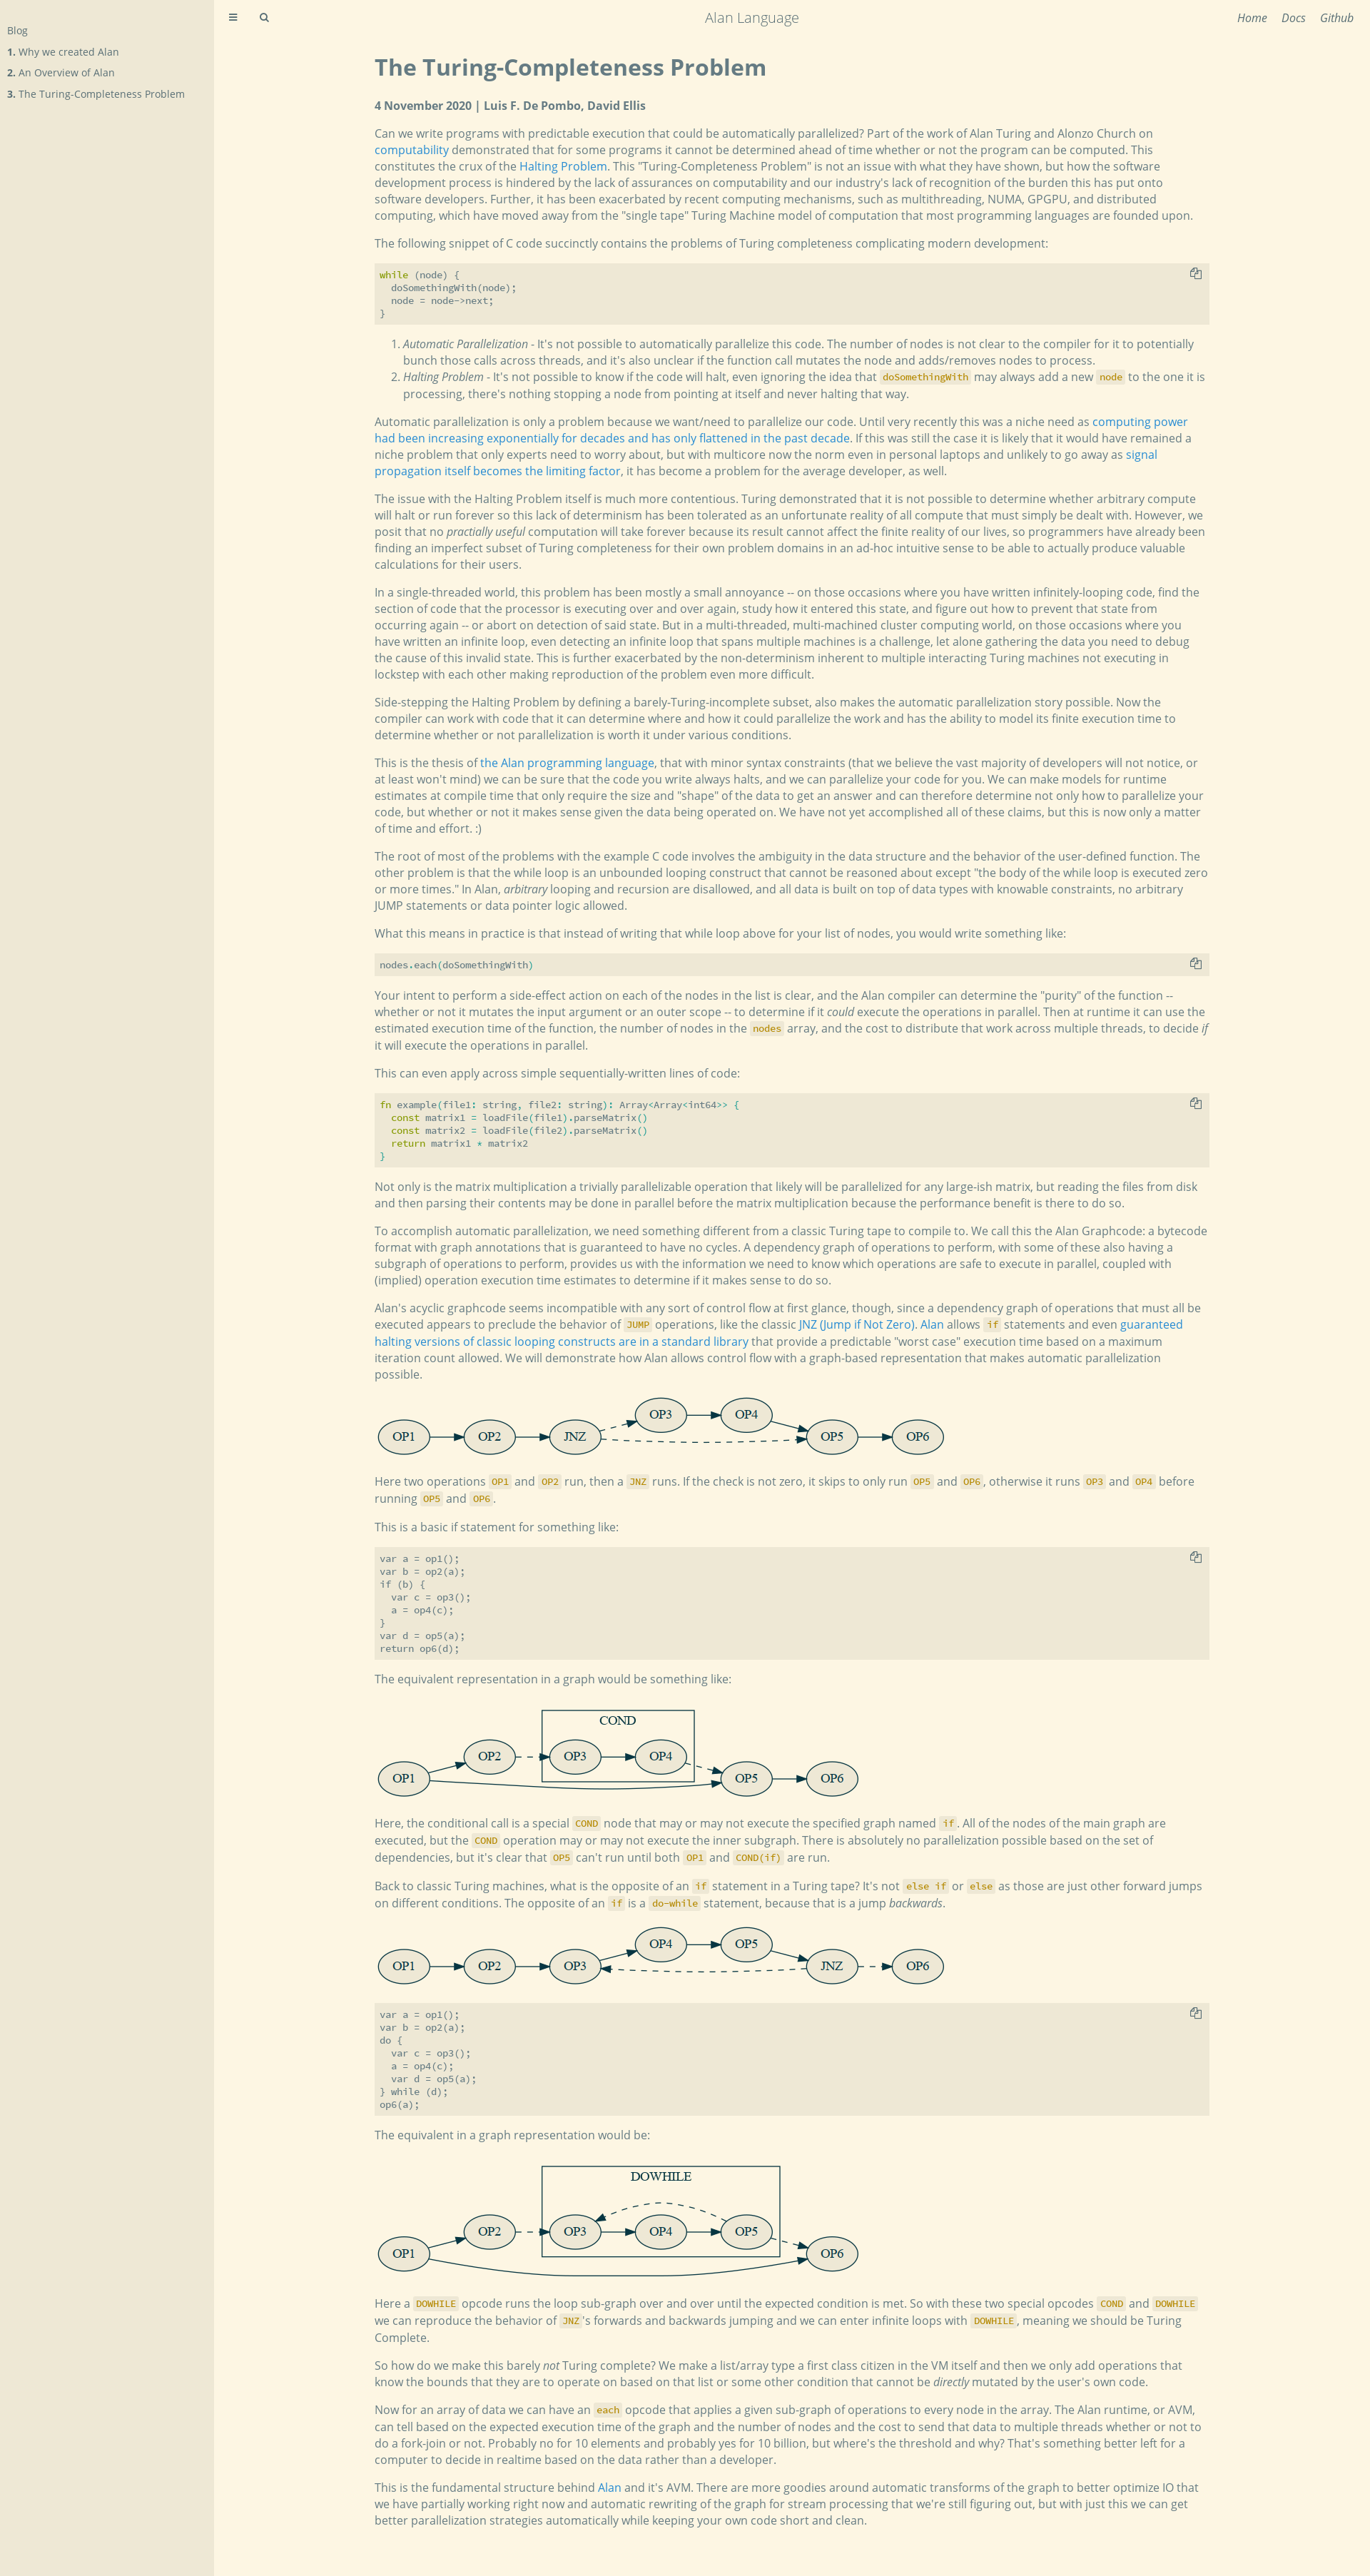 Blog
1. Why we created Alan
2. An Overview of Alan
3. The Turing-Completeness Problem
Alan Language
Home Docs Github
The Turing-Completeness Problem
4 November 2020 | Luis F. De Pombo, David Ellis
Can we write programs with predictable execution that could be automatically parallelized? Part of the work of Alan Turing and Alonzo Church on
computability demonstrated that for some programs it cannot be determined ahead of time whether or not the program can be computed. This
constitutes the crux of the Halting Problem. This "Turing-Completeness Problem" is not an issue with what they have shown, but how the software
development process is hindered by the lack of assurances on computability and our industry's lack of recognition of the burden this has put onto
software developers. Further, it has been exacerbated by recent computing mechanisms, such as multithreading, NUMA, GPGPU, and distributed
computing, which have moved away from the "single tape" Turing Machine model of computation that most programming languages are founded upon.
The following snippet of C code succinctly contains the problems of Turing completeness complicating modern development:
while (node) {
  doSomethingWith(node);
  node = node->next;
}
1. Automatic Parallelization - It's not possible to automatically parallelize this code. The number of nodes is not clear to the compiler for it to potentially
bunch those calls across threads, and it's also unclear if the function call mutates the node and adds/removes nodes to process.
2. Halting Problem - It's not possible to know if the code will halt, even ignoring the idea that doSomethingWith may always add a new node to the one it is
processing, there's nothing stopping a node from pointing at itself and never halting that way.
Automatic parallelization is only a problem because we want/need to parallelize our code. Until very recently this was a niche need as computing power
had been increasing exponentially for decades and has only flattened in the past decade. If this was still the case it is likely that it would have remained a
niche problem that only experts need to worry about, but with multicore now the norm even in personal laptops and unlikely to go away as signal
propagation itself becomes the limiting factor, it has become a problem for the average developer, as well.
The issue with the Halting Problem itself is much more contentious. Turing demonstrated that it is not possible to determine whether arbitrary compute
will halt or run forever so this lack of determinism has been tolerated as an unfortunate reality of all compute that must simply be dealt with. However, we
posit that no practially useful computation will take forever because its result cannot affect the finite reality of our lives, so programmers have already been
finding an imperfect subset of Turing completeness for their own problem domains in an ad-hoc intuitive sense to be able to actually produce valuable
calculations for their users.
In a single-threaded world, this problem has been mostly a small annoyance -- on those occasions where you have written infinitely-looping code, find the
section of code that the processor is executing over and over again, study how it entered this state, and figure out how to prevent that state from
occurring again -- or abort on detection of said state. But in a multi-threaded, multi-machined cluster computing world, on those occasions where you
have written an infinite loop, even detecting an infinite loop that spans multiple machines is a challenge, let alone gathering the data you need to debug
the cause of this invalid state. This is further exacerbated by the non-determinism inherent to multiple interacting Turing machines not executing in
lockstep with each other making reproduction of the problem even more difficult.
Side-stepping the Halting Problem by defining a barely-Turing-incomplete subset, also makes the automatic parallelization story possible. Now the
compiler can work with code that it can determine where and how it could parallelize the work and has the ability to model its finite execution time to
determine whether or not parallelization is worth it under various conditions.
This is the thesis of the Alan programming language, that with minor syntax constraints (that we believe the vast majority of developers will not notice, or
at least won't mind) we can be sure that the code you write always halts, and we can parallelize your code for you. We can make models for runtime
estimates at compile time that only require the size and "shape" of the data to get an answer and can therefore determine not only how to parallelize your
code, but whether or not it makes sense given the data being operated on. We have not yet accomplished all of these claims, but this is now only a matter
of time and effort. :)
The root of most of the problems with the example C code involves the ambiguity in the data structure and the behavior of the user-defined function. The
other problem is that the while loop is an unbounded looping construct that cannot be reasoned about except "the body of the while loop is executed zero
or more times." In Alan, arbitrary looping and recursion are disallowed, and all data is built on top of data types with knowable constraints, no arbitrary
JUMP statements or data pointer logic allowed.
What this means in practice is that instead of writing that while loop above for your list of nodes, you would write something like:
nodes.each(doSomethingWith)
Your intent to perform a side-effect action on each of the nodes in the list is clear, and the Alan compiler can determine the "purity" of the function --
whether or not it mutates the input argument or an outer scope -- to determine if it could execute the operations in parallel. Then at runtime it can use the
estimated execution time of the function, the number of nodes in the nodes array, and the cost to distribute that work across multiple threads, to decide if
it will execute the operations in parallel.
This can even apply across simple sequentially-written lines of code:
fn example(file1: string, file2: string): Array<Array<int64>> {
  const matrix1 = loadFile(file1).parseMatrix()
  const matrix2 = loadFile(file2).parseMatrix()
  return matrix1 * matrix2
}
Not only is the matrix multiplication a trivially parallelizable operation that likely will be parallelized for any large-ish matrix, but reading the files from disk
and then parsing their contents may be done in parallel before the matrix multiplication because the performance benefit is there to do so.
To accomplish automatic parallelization, we need something different from a classic Turing tape to compile to. We call this the Alan Graphcode: a bytecode
format with graph annotations that is guaranteed to have no cycles. A dependency graph of operations to perform, with some of these also having a
subgraph of operations to perform, provides us with the information we need to know which operations are safe to execute in parallel, coupled with
(implied) operation execution time estimates to determine if it makes sense to do so.
Alan's acyclic graphcode seems incompatible with any sort of control flow at first glance, though, since a dependency graph of operations that must all be
executed appears to preclude the behavior of JUMP operations, like the classic JNZ (Jump if Not Zero). Alan allows if statements and even guaranteed
halting versions of classic looping constructs are in a standard library that provide a predictable "worst case" execution time based on a maximum
iteration count allowed. We will demonstrate how Alan allows control flow with a graph-based representation that makes automatic parallelization
possible.
OP1 OP2 JNZ OP3 OP4 OP5 OP6
Here two operations OP1 and OP2 run, then a JNZ runs. If the check is not zero, it skips to only run OP5 and OP6, otherwise it runs OP3 and OP4 before
running OP5 and OP6.
This is a basic if statement for something like:
var a = op1();
var b = op2(a);
if (b) {
  var c = op3();
  a = op4(c);
}
var d = op5(a);
return op6(d);
The equivalent representation in a graph would be something like:
COND
OP1 OP2 OP3 OP4 OP5 OP6
Here, the conditional call is a special COND node that may or may not execute the specified graph named if. All of the nodes of the main graph are
executed, but the COND operation may or may not execute the inner subgraph. There is absolutely no parallelization possible based on the set of
dependencies, but it's clear that OP5 can't run until both OP1 and COND(if) are run.
Back to classic Turing machines, what is the opposite of an if statement in a Turing tape? It's not else if or else as those are just other forward jumps
on different conditions. The opposite of an if is a do-while statement, because that is a jump backwards.
OP1 OP2 OP3 OP4 OP5 JNZ OP6
var a = op1();
var b = op2(a);
do {
  var c = op3();
  a = op4(c);
  var d = op5(a);
} while (d);
op6(a);
The equivalent in a graph representation would be:
DOWHILE
OP1 OP2 OP3 OP4 OP5 OP6
Here a DOWHILE opcode runs the loop sub-graph over and over until the expected condition is met. So with these two special opcodes COND and DOWHILE
we can reproduce the behavior of JNZ's forwards and backwards jumping and we can enter infinite loops with DOWHILE, meaning we should be Turing
Complete.
So how do we make this barely not Turing complete? We make a list/array type a first class citizen in the VM itself and then we only add operations that
know the bounds that they are to operate on based on that list or some other condition that cannot be directly mutated by the user's own code.
Now for an array of data we can have an each opcode that applies a given sub-graph of operations to every node in the array. The Alan runtime, or AVM,
can tell based on the expected execution time of the graph and the number of nodes and the cost to send that data to multiple threads whether or not to
do a fork-join or not. Probably no for 10 elements and probably yes for 10 billion, but where's the threshold and why? That's something better left for a
computer to decide in realtime based on the data rather than a developer.
This is the fundamental structure behind Alan and it's AVM. There are more goodies around automatic transforms of the graph to better optimize IO that
we have partially working right now and automatic rewriting of the graph for stream processing that we're still figuring out, but with just this we can get
better parallelization strategies automatically while keeping your own code short and clean.